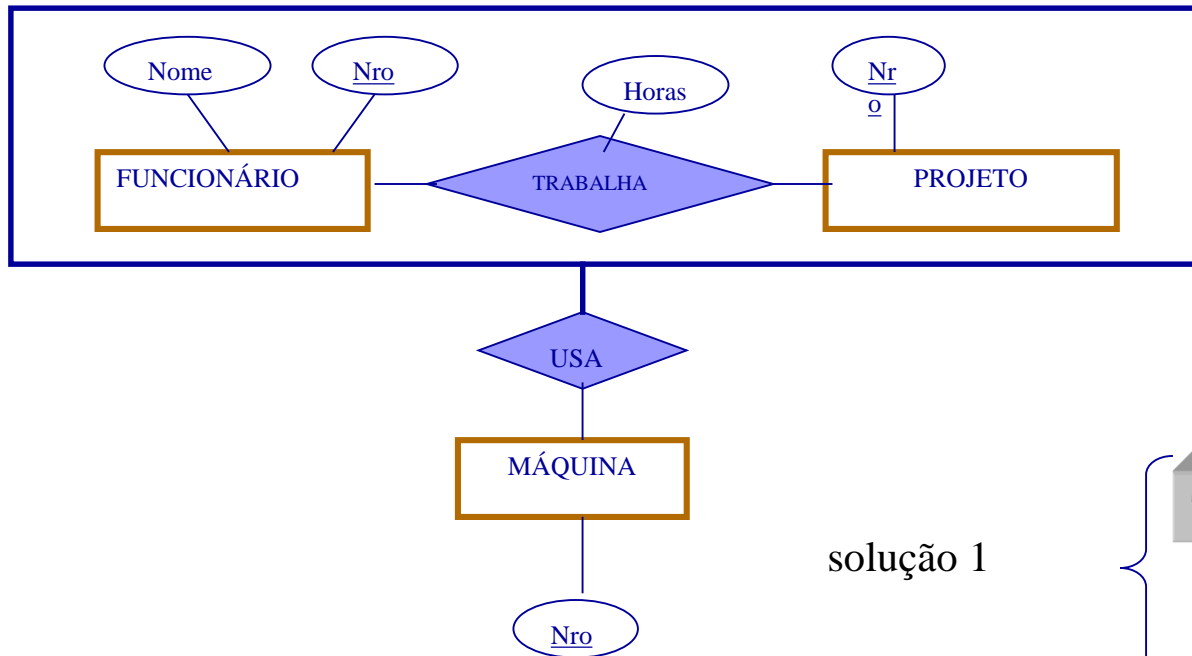 Nome
Nro
Horas
Nr
o
FUNCIONÁRIO
TRABALHA
PROJETO
USA
MÁQUINA
solução 1
Nro